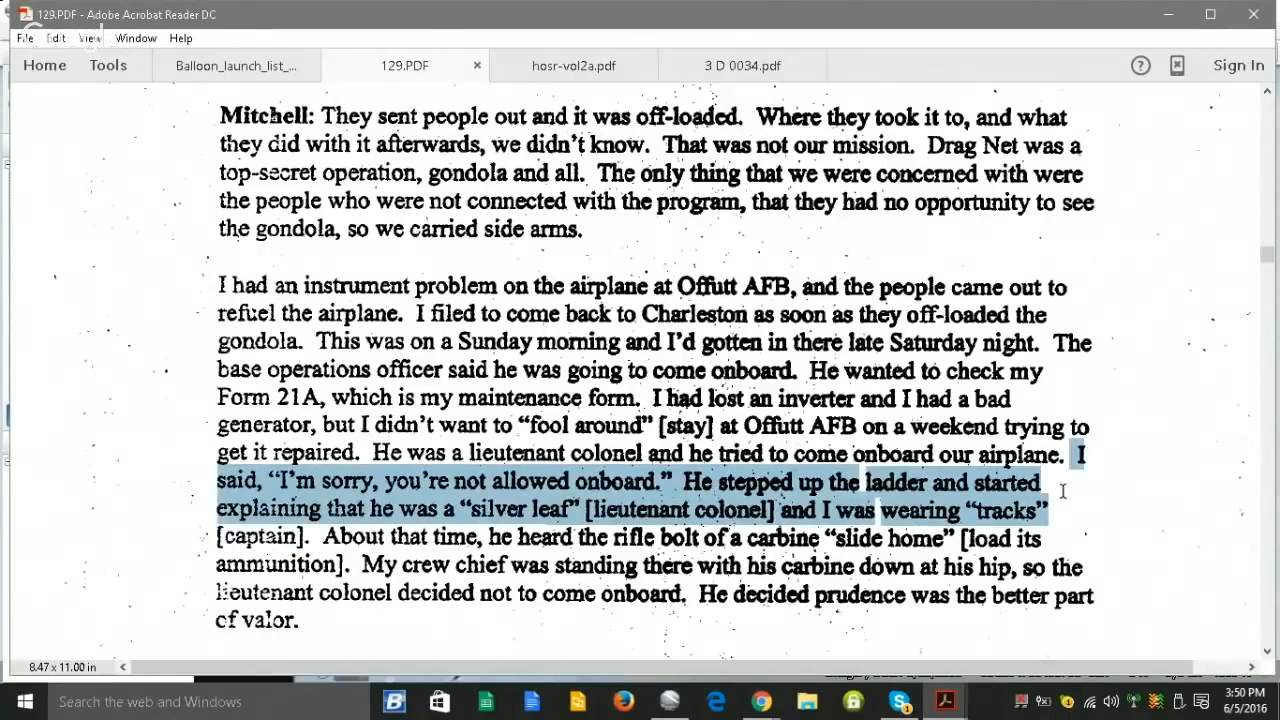 129.PDF - Adobe Acrobat Reader DC
Google
File Edit View Window Help
Home Tools Balloon_launch_list_... 129.PDF × hosr-vol2a.pdf 3 D 0034.pdf ? Sign In
Mitchell: They sent people out and it was off-loaded. Where they took it to, and what
they did with it afterwards, we didn't know. That was not our mission. Drag Net was a
top-secret operation, gondola and all. The only thing that we were concerned with were
the people who were not connected with the program, that they had no opportunity to see
the gondola, so we carried side arms.
I had an instrument problem on the airplane at Offutt AFB, and the people came out to
refuel the airplane. I filed to come back to Charleston as soon as they off-loaded the
gondola. This was on a Sunday morning and I'd gotten in there late Saturday night. The
base operations officer said he was going to come onboard. He wanted to check my
Form 21A, which is my maintenance form. I had lost an inverter and I had a bad
generator, but I didn't want to "fool around" [stay] at Offutt AFB on a weekend trying to
get it repaired. He was a lieutenant colonel and he tried to come onboard our airplane. I
said, "I'm sorry, you're not allowed onboard." He stepped up the ladder and started
explaining that he was a "silver leaf" [lieutenant colonel] and I was wearing "tracks"
[captain]. About that time, he heard the rifle bolt of a carbine "slide home" [load its
ammunition]. My crew chief was standing there with his carbine down at his hip, so the
lieutenant colonel decided not to come onboard. He decided prudence was the better part
of valor.
8.47 x 11.00 in
Search the web and Windows
3:50 PM
6/5/2016